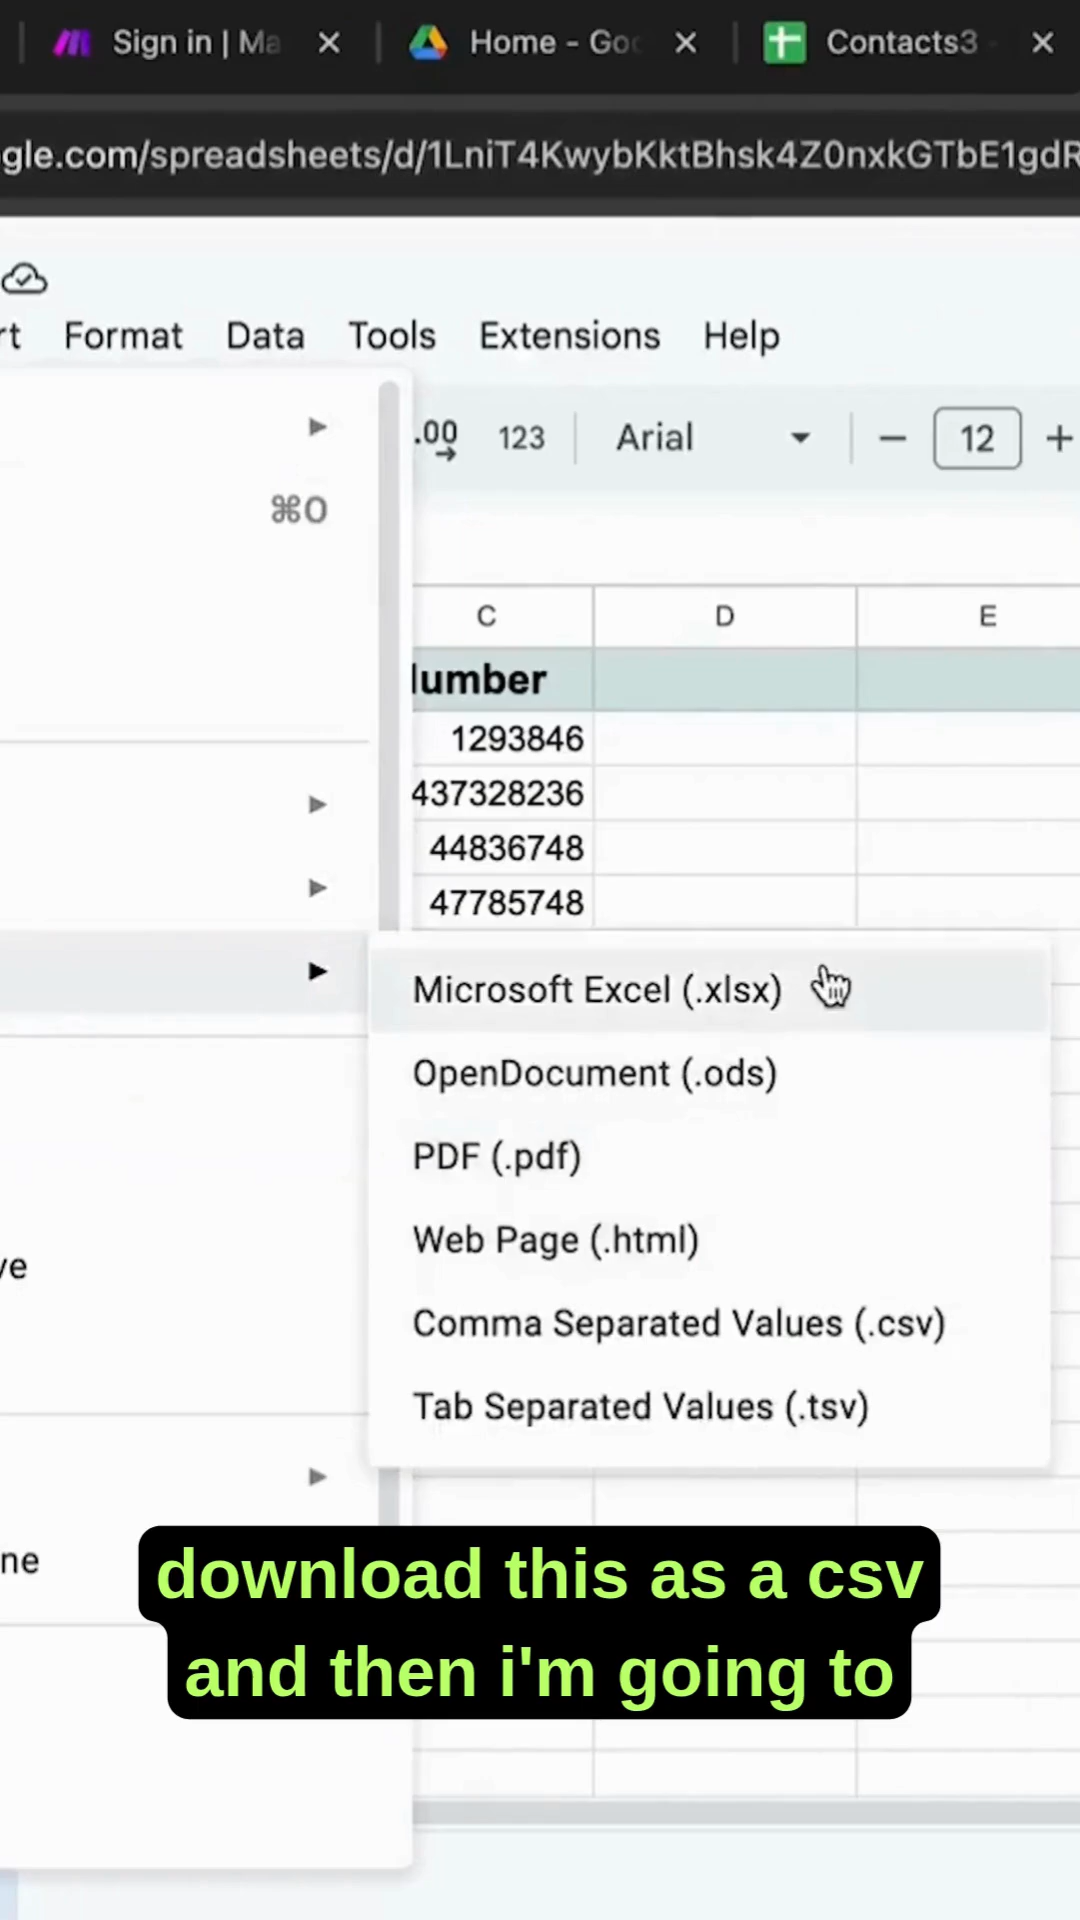 Sign in | Ma
Home - Goo
Contacts3 -
gle.com/spreadsheets/d/1LniT4KwybKktBhsk4Z0nxkGTbE1gdR
rt Format Data Tools Extensions Help
.00 123 Arial 12
⌘O
C D E
umber
1293846
437328236
44836748
47785748
Microsoft Excel (.xlsx)
OpenDocument (.ods)
PDF (.pdf)
Web Page (.html)
ve
Comma Separated Values (.csv)
Tab Separated Values (.tsv)
ne
download this as a csv
and then i'm going to